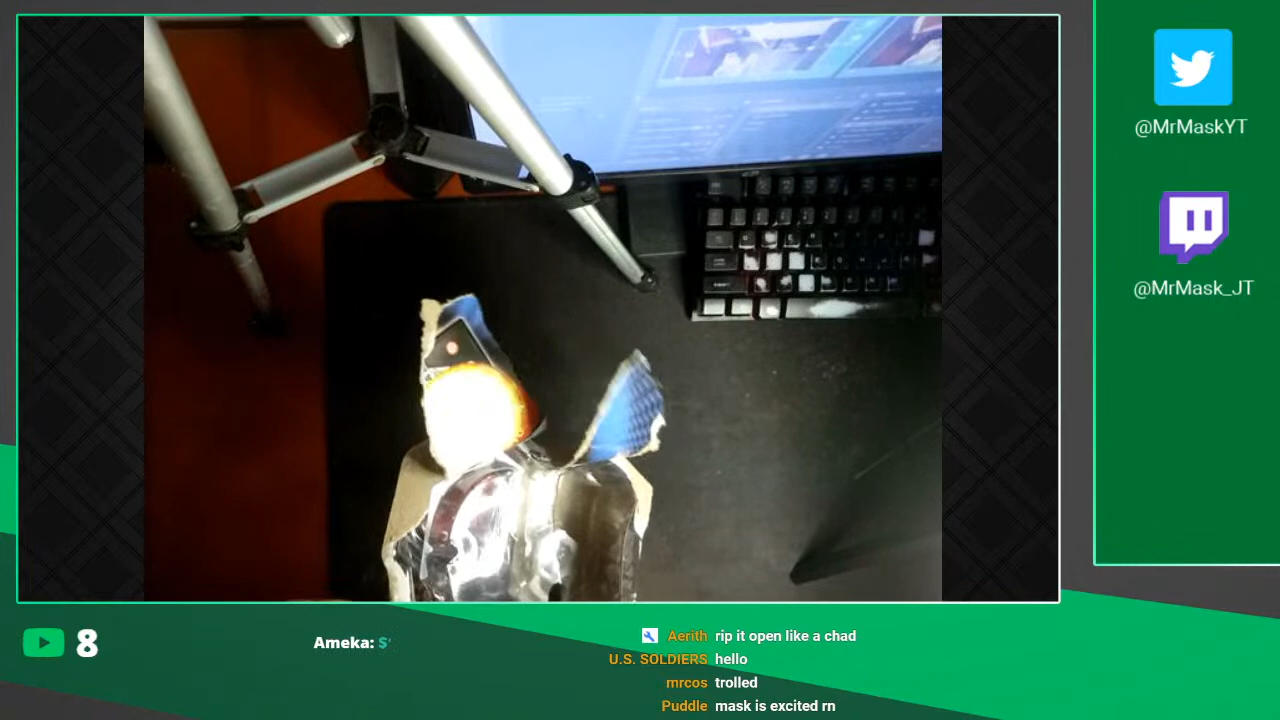 @MrMaskYT
@MrMask_JT
8
Ameka: $
Aerith rip it open like a chad
U.S. SOLDIERS hello
mrcos trolled
Puddle mask is excited rn